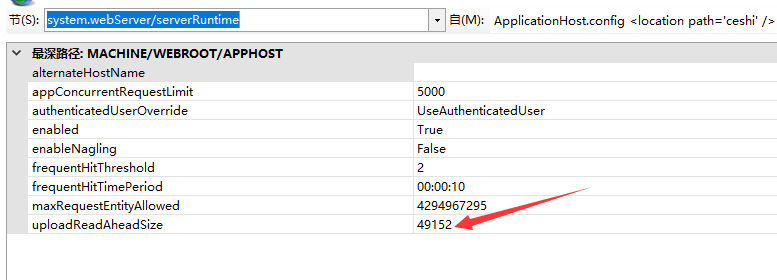 节(S): system.webServer/serverRuntime 自(M): ApplicationHost.config <location path='ceshi' />
最深路径: MACHINE/WEBROOT/APPHOST
alternateHostName
appConcurrentRequestLimit 5000
authenticatedUserOverride UseAuthenticatedUser
enabled True
enableNagling False
frequentHitThreshold 2
frequentHitTimePeriod 00:00:10
maxRequestEntityAllowed 4294967295
uploadReadAheadSize 49152